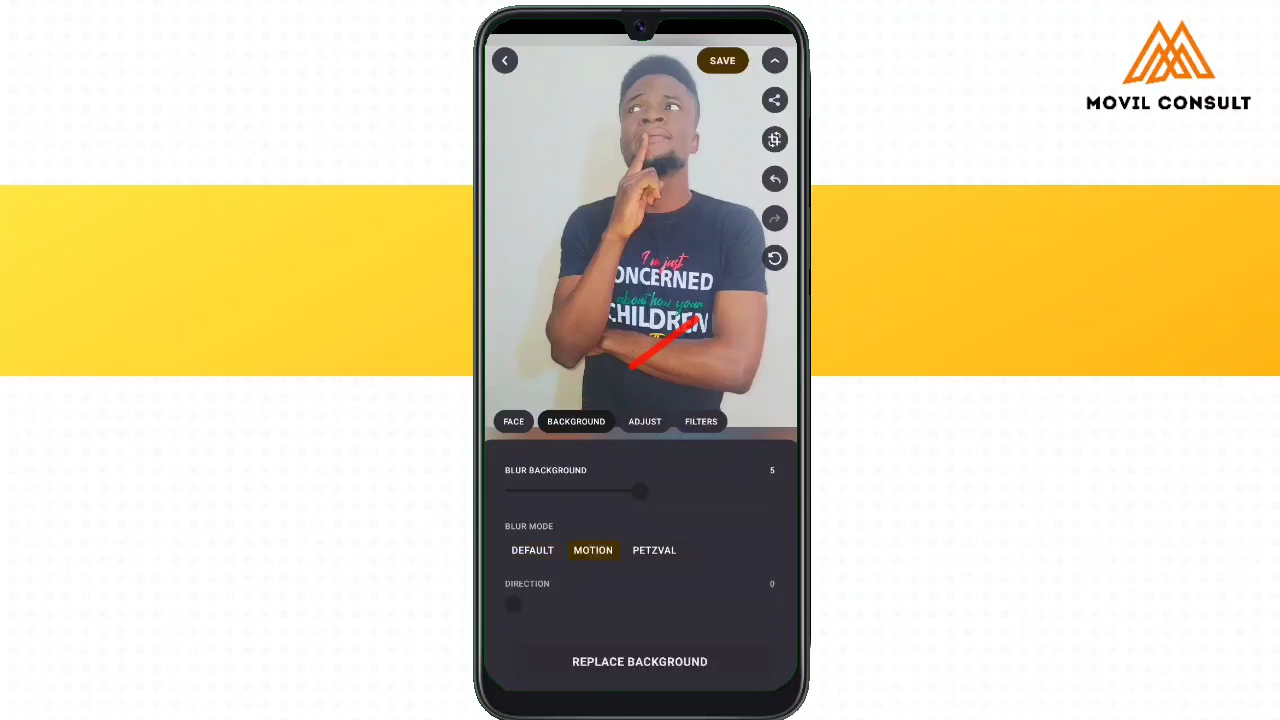 MOVIL CONSULT
SAVE
I'm just
CONCERNED
about how your
CHILDREN
FACE
BACKGROUND
ADJUST
FILTERS
BLUR BACKGROUND 5
BLUR MODE
DEFAULT
MOTION
PETZVAL
DIRECTION 0
REPLACE BACKGROUND